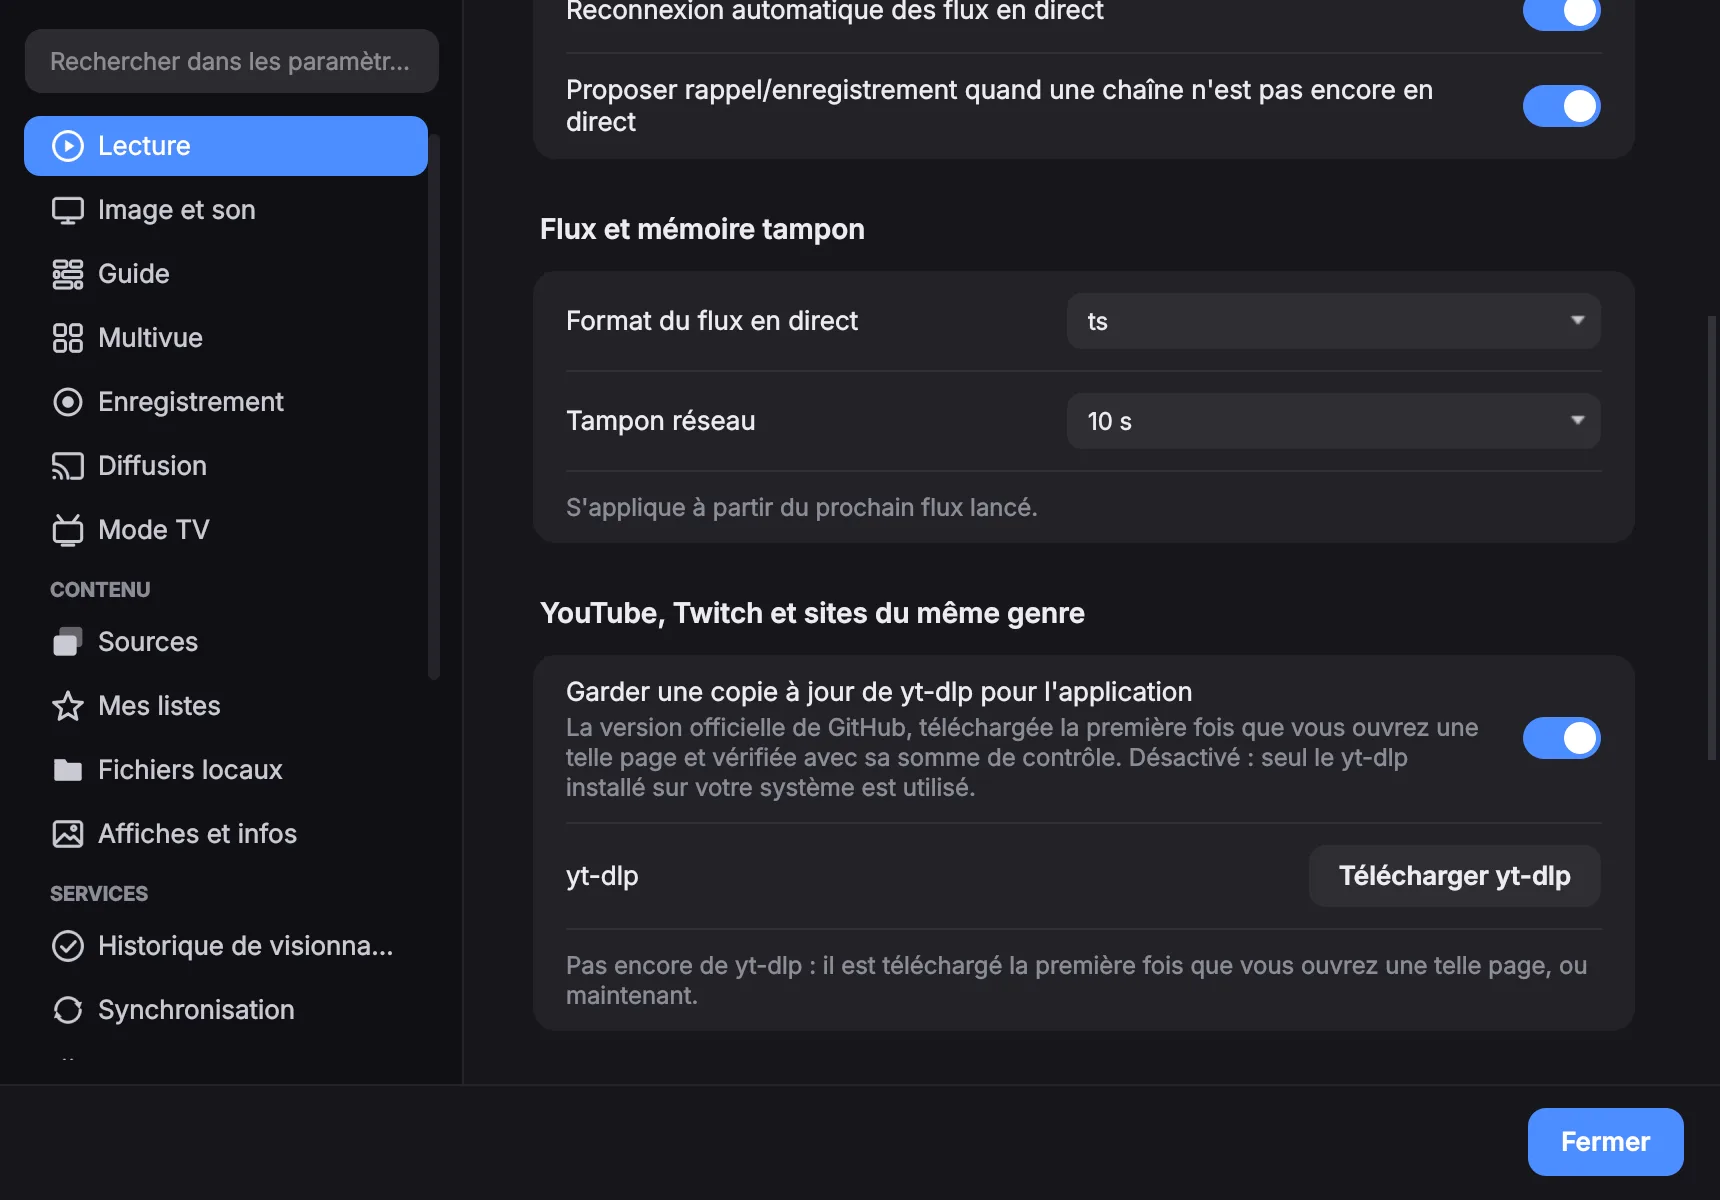 Rechercher dans les paramètr...
Lecture
Image et son
Guide
Multivue
Enregistrement
Diffusion
Mode TV
CONTENU
Sources
Mes listes
Fichiers locaux
Affiches et infos
SERVICES
Historique de visionna...
Synchronisation
Reconnexion automatique des flux en direct
Proposer rappel/enregistrement quand une chaîne n'est pas encore en
direct
Flux et mémoire tampon
Format du flux en direct
ts
Tampon réseau
10 s
S'applique à partir du prochain flux lancé.
YouTube, Twitch et sites du même genre
Garder une copie à jour de yt-dlp pour l'application
La version officielle de GitHub, téléchargée la première fois que vous ouvrez une
telle page et vérifiée avec sa somme de contrôle. Désactivé : seul le yt-dlp
installé sur votre système est utilisé.
yt-dlp
Télécharger yt-dlp
Pas encore de yt-dlp : il est téléchargé la première fois que vous ouvrez une telle page, ou
maintenant.
Fermer